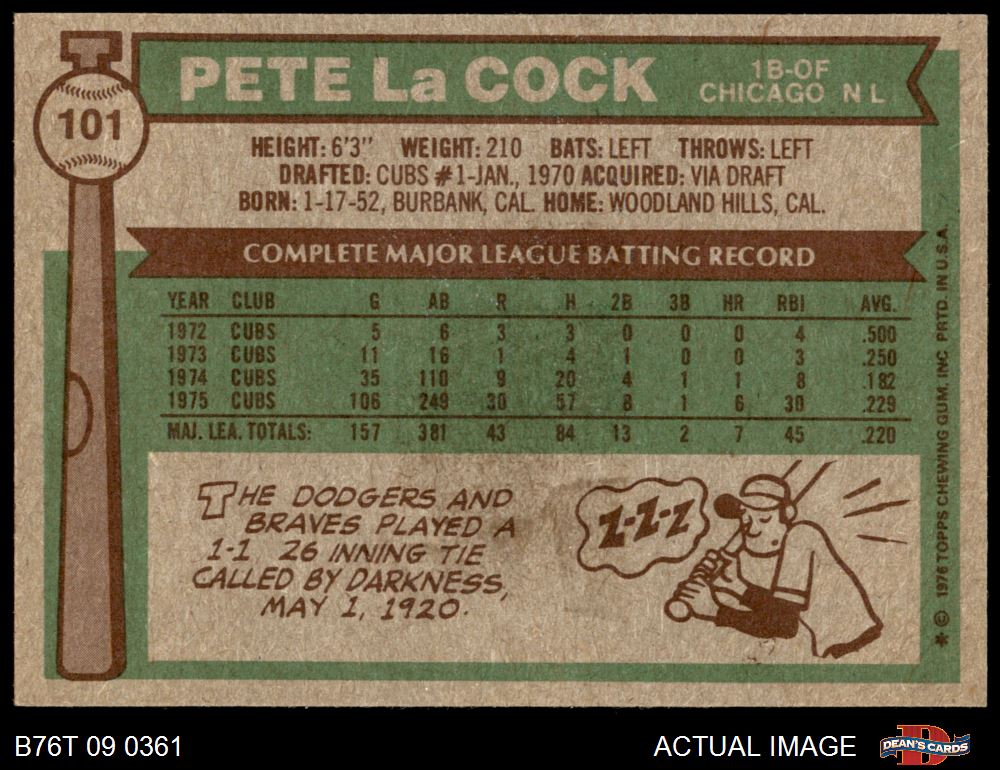 PETE La COCK
1B-OF
CHICAGO N L
101
HEIGHT: 6'3" WEIGHT: 210 BATS: LEFT THROWS: LEFT
DRAFTED: CUBS #1-JAN., 1970 ACQUIRED: VIA DRAFT
BORN: 1-17-52, BURBANK, CAL. HOME: WOODLAND HILLS, CAL.
COMPLETE MAJOR LEAGUE BATTING RECORD
YEAR CLUB G AB R H 2B 3B HR RBI AVG.
1972 CUBS 5 6 3 3 0 0 0 4 .500
1973 CUBS 11 16 1 4 1 0 0 3 .250
1974 CUBS 35 110 9 20 4 1 1 8 .182
1975 CUBS 106 249 30 57 8 1 6 30 .229
MAJ. LEA. TOTALS: 157 381 43 84 13 2 7 45 .220
THE DODGERS AND
BRAVES PLAYED A
1-1 26 INNING TIE
CALLED BY DARKNESS,
MAY 1, 1920.
Z-Z-Z
* © 1976 TOPPS CHEWING GUM, INC. PRTD. IN U.S.A.
B76T 09 0361
ACTUAL IMAGE
DEAN'S CARDS